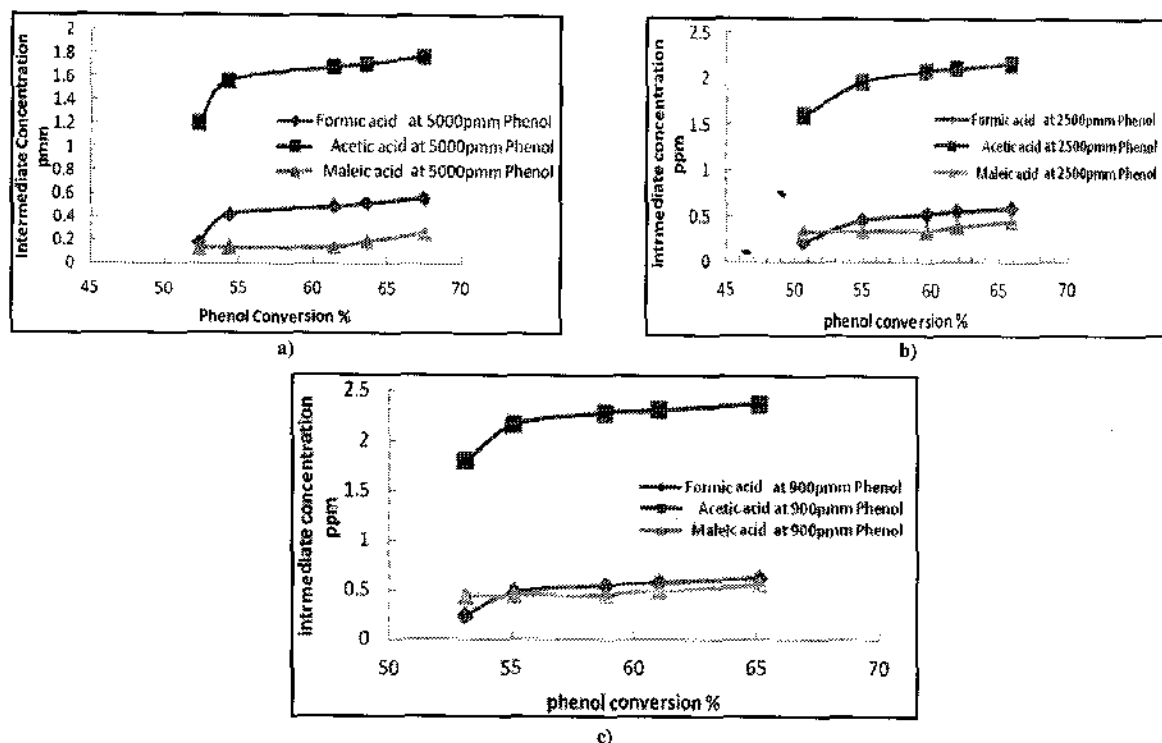 Intermediate Concentration
pmm
2
1.8
1.6
1.4
1.2
1
0.8
0.6
0.4
0.2
0
45
50
55
60
65
70
Phenol Conversion %
Formic acid at 5000pmm Phenol
Acetic acid at 5000pmm Phenol
Maleic acid at 5000pmm Phenol
a)
intrmediate concentration
ppm
2.5
2
1.5
1
0.5
0
45
50
55
60
65
70
phenol conversion %
Formic acid at 2500pmm Phenol
Acetic acid at 2500pmm Phenol
Maleic acid at 2500pmm Phenol
b)
intrmediate concentration
ppm
2.5
2
1.5
1
0.5
0
50
55
60
65
70
phenol conversion %
Formic acid at 900pmm Phenol
Acetic acid at 900pmm Phenol
Maleic acid at 900pmm Phenol
c)